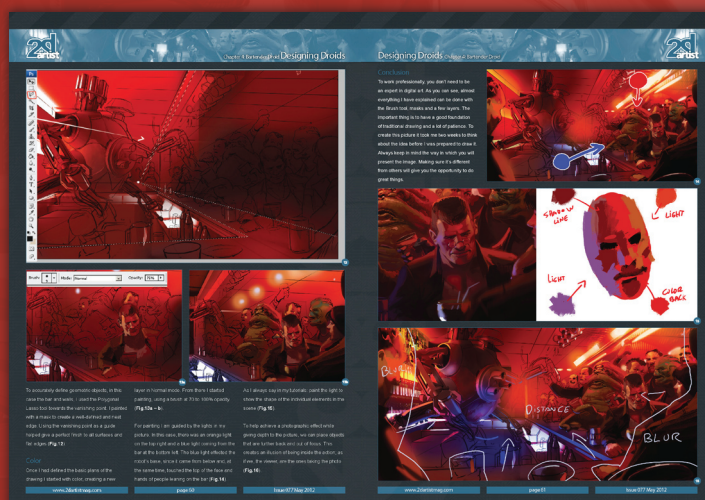 2d artist
Chapter 4: Bartender Droid Designing Droids
Brush: Mode: Normal Opacity: 70%
To accurately define geometric objects, in this
case the bar and walls, I used the Polygonal
Lasso tool towards the vanishing point. I painted
with a mask to create a well-defined and neat
edge. Using the vanishing point as a guide
helped give a perfect finish to all surfaces and
flat edges (Fig.12)
Color
Once I had defined the basic planes of the
drawing I started with color, creating a new
layer in Normal mode. From there I started
painting, using a brush at 70 to 100% opacity
(Fig.13a – b)
For painting I am guided by the lights in my
picture. In this case, there was an orange light
on the top right and a blue light coming from the
bar at the bottom left. The blue light affected the
robot's base, since it came from below and, at
the same time, touched the top of the face and
hands of people leaning on the bar (Fig.14).
As I always say in my tutorials: paint the light to
show the shape of the individual elements in the
scene (Fig.15).
To help achieve a photographic effect while
giving depth to the picture, we can place objects
that are further back and out of focus. This
creates an illusion of being inside the action, as
if we, the viewer, are the ones taking the photo
(Fig.16).
www.2dartistmag.com page 60 Issue 077 May 2012
Designing Droids Chapter 4: Bartender Droid
2d artist
Conclusion
To work professionally, you don't need to be
an expert in digital art. As you can see, almost
everything I have explained can be done with
the Brush tool, masks and a few layers. The
important thing is to have a good foundation
of traditional drawing and a lot of patience. To
create this picture it took me two weeks to think
about the idea before I was prepared to draw it.
Always keep in mind the way in which you will
present the image. Making sure it's different
from others will give you the opportunity to do
great things.
SHADOW
LINE
LIGHT
LIGHT
COLOR
BACK
BLUR
DISTANCE
BLUR
www.2dartistmag.com page 61 Issue 077 May 2012